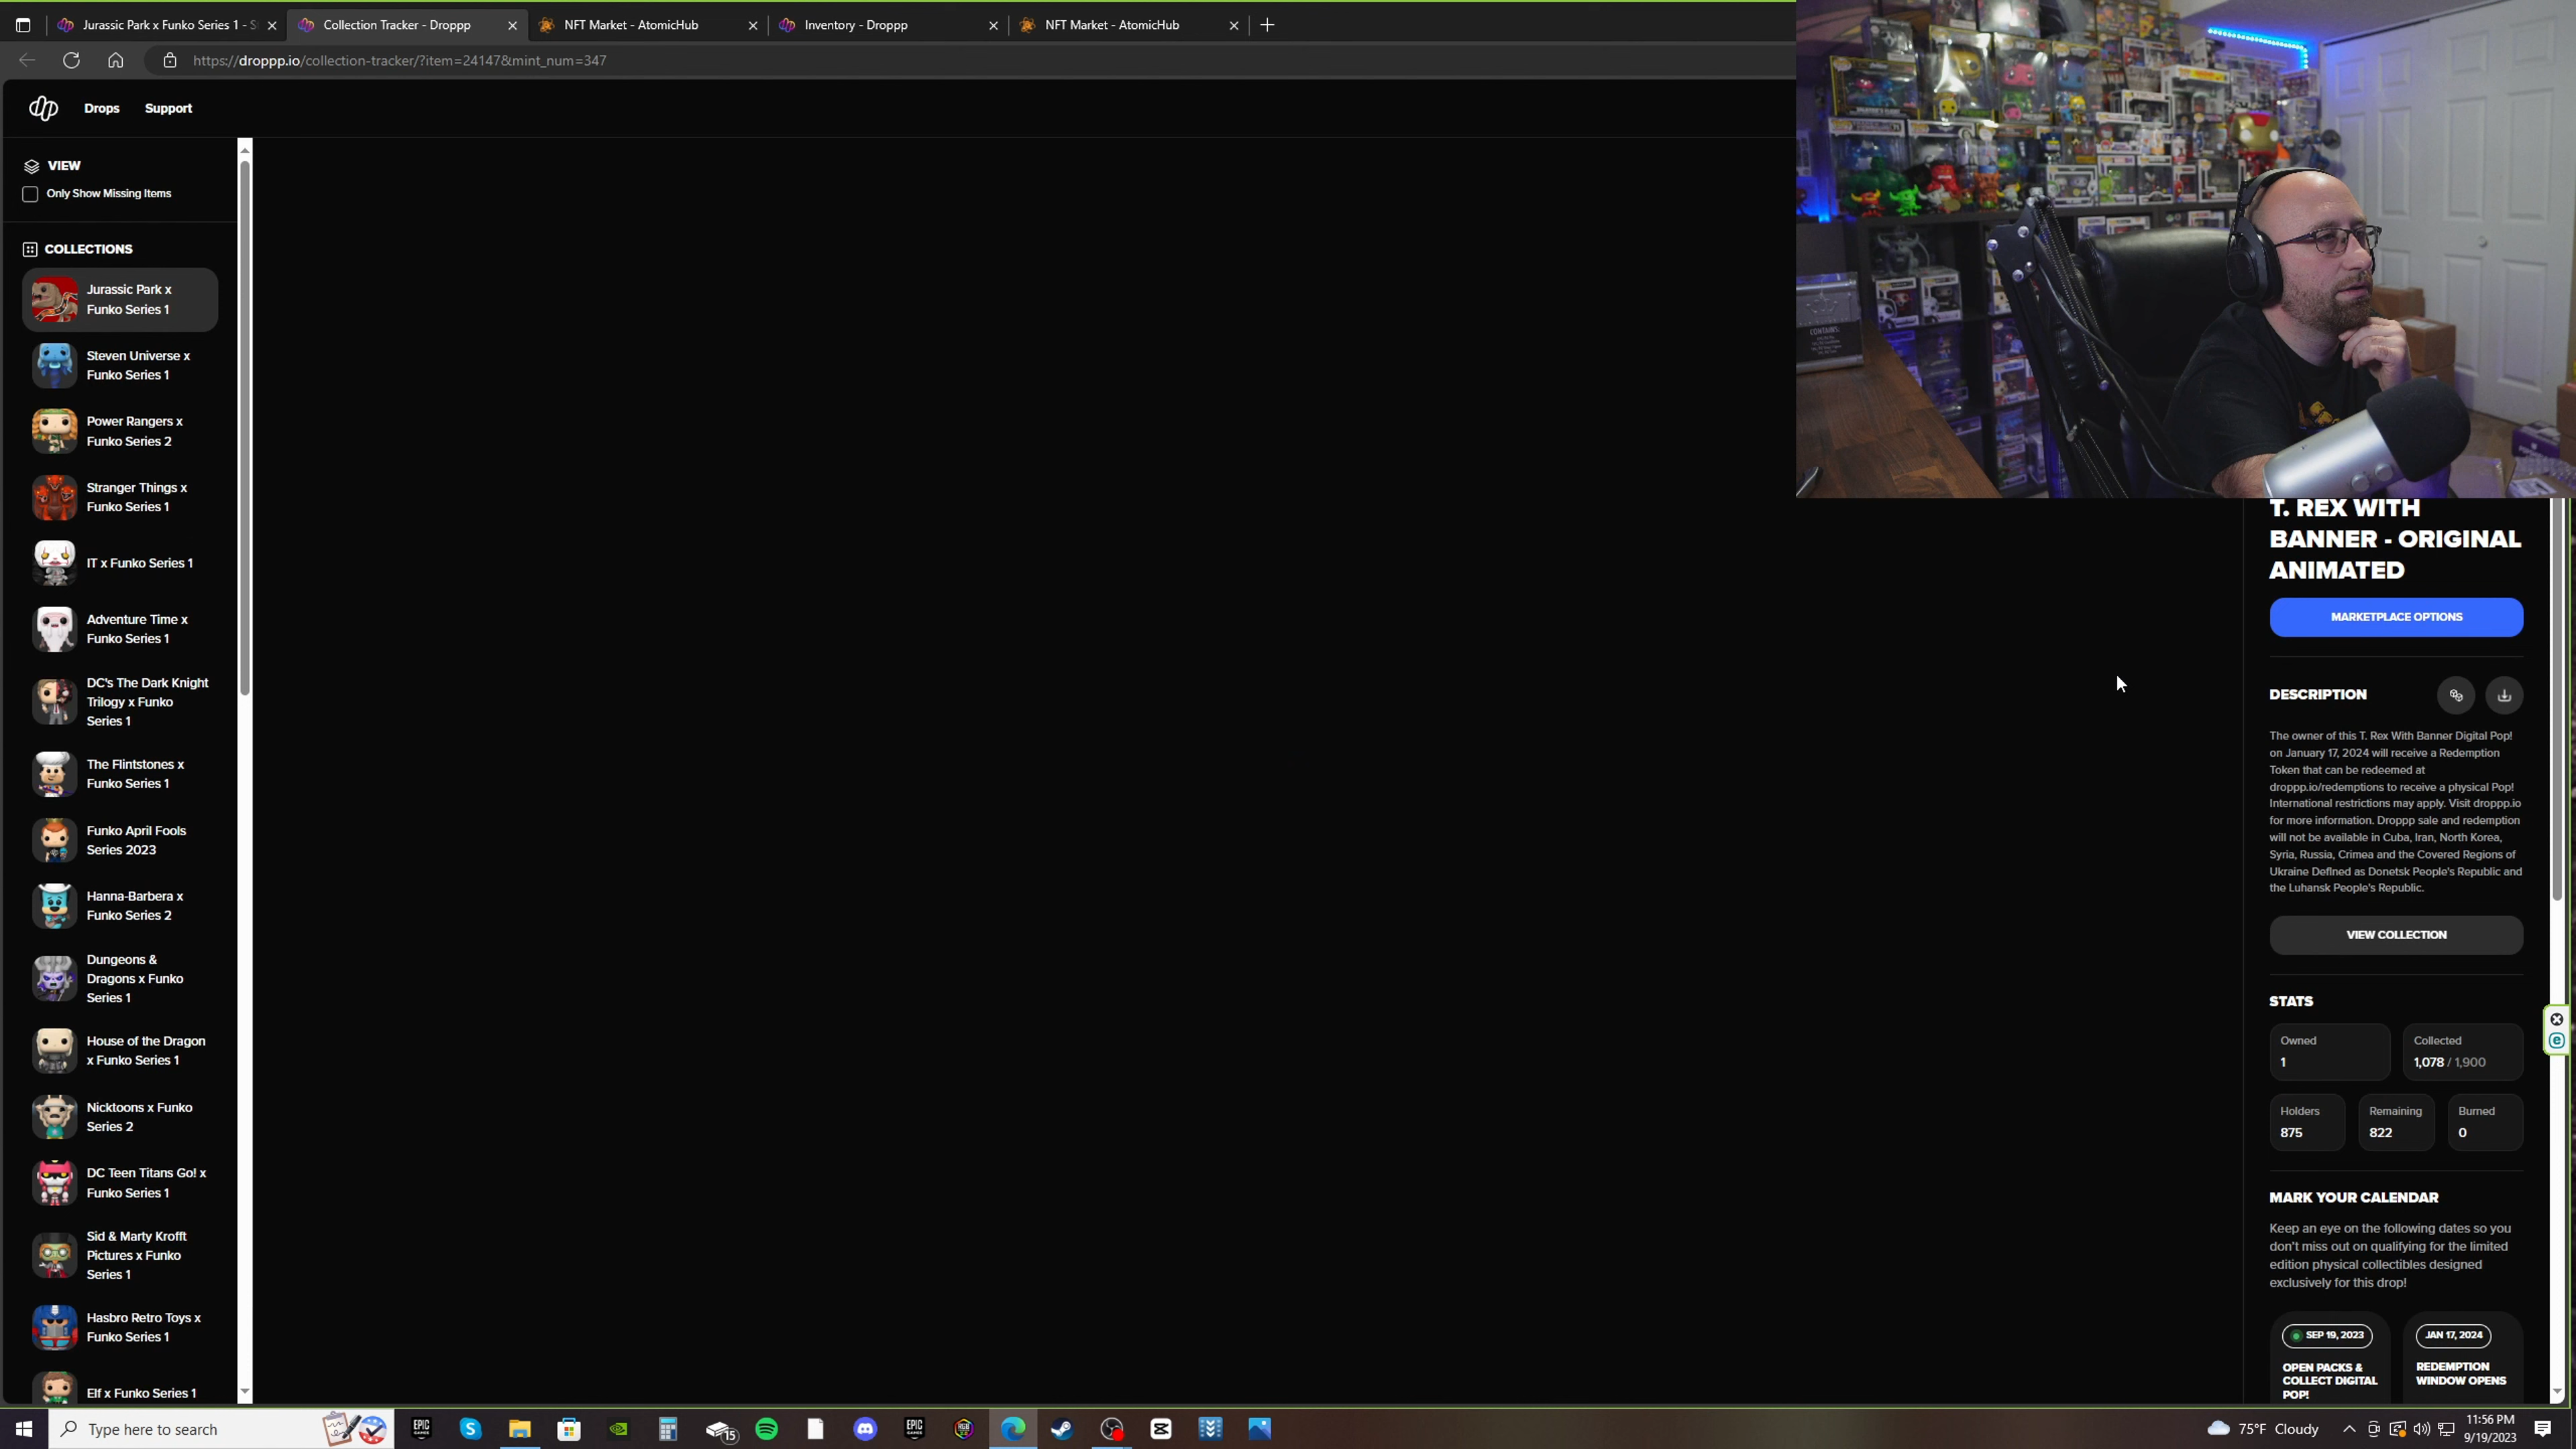 Jurassic Park x Funko Series 1 - S
Collection Tracker - Droppp
NFT Market - AtomicHub
Inventory - Droppp
NFT Market - AtomicHub
https://droppp.io/collection-tracker/?item=24147&mint_num=347
Drops
Support
VIEW
Only Show Missing Items
COLLECTIONS
Jurassic Park x
Funko Series 1
Steven Universe x
Funko Series 1
Power Rangers x
Funko Series 2
Stranger Things x
Funko Series 1
IT x Funko Series 1
Adventure Time x
Funko Series 1
DC's The Dark Knight
Trilogy x Funko
Series 1
The Flintstones x
Funko Series 1
Funko April Fools
Series 2023
Hanna-Barbera x
Funko Series 2
Dungeons &
Dragons x Funko
Series 1
House of the Dragon
x Funko Series 1
Nicktoons x Funko
Series 2
DC Teen Titans Go! x
Funko Series 1
Sid & Marty Krofft
Pictures x Funko
Series 1
Hasbro Retro Toys x
Funko Series 1
Elf x Funko Series 1
CONTAINS:
T. REX WITH
BANNER - ORIGINAL
ANIMATED
MARKETPLACE OPTIONS
DESCRIPTION
The owner of this T. Rex With Banner Digital Pop!
on January 17, 2024 will receive a Redemption
Token that can be redeemed at
droppp.io/redemptions to receive a physical Pop!
International restrictions may apply. Visit droppp.io
for more information. Droppp sale and redemption
will not be available in Cuba, Iran, North Korea,
Syria, Russia, Crimea and the Covered Regions of
Ukraine Defined as Donetsk People's Republic and
the Luhansk People's Republic.
VIEW COLLECTION
STATS
Owned
1
Collected
1,078 / 1,900
Holders
875
Remaining
822
Burned
0
MARK YOUR CALENDAR
Keep an eye on the following dates so you
don't miss out on qualifying for the limited
edition physical collectibles designed
exclusively for this drop!
SEP 19, 2023
OPEN PACKS &
COLLECT DIGITAL
POP!
JAN 17, 2024
REDEMPTION
WINDOW OPENS
Type here to search
EPIC
GAMES
15
EPIC
GAMES
75°F Cloudy
11:56 PM
9/19/2023